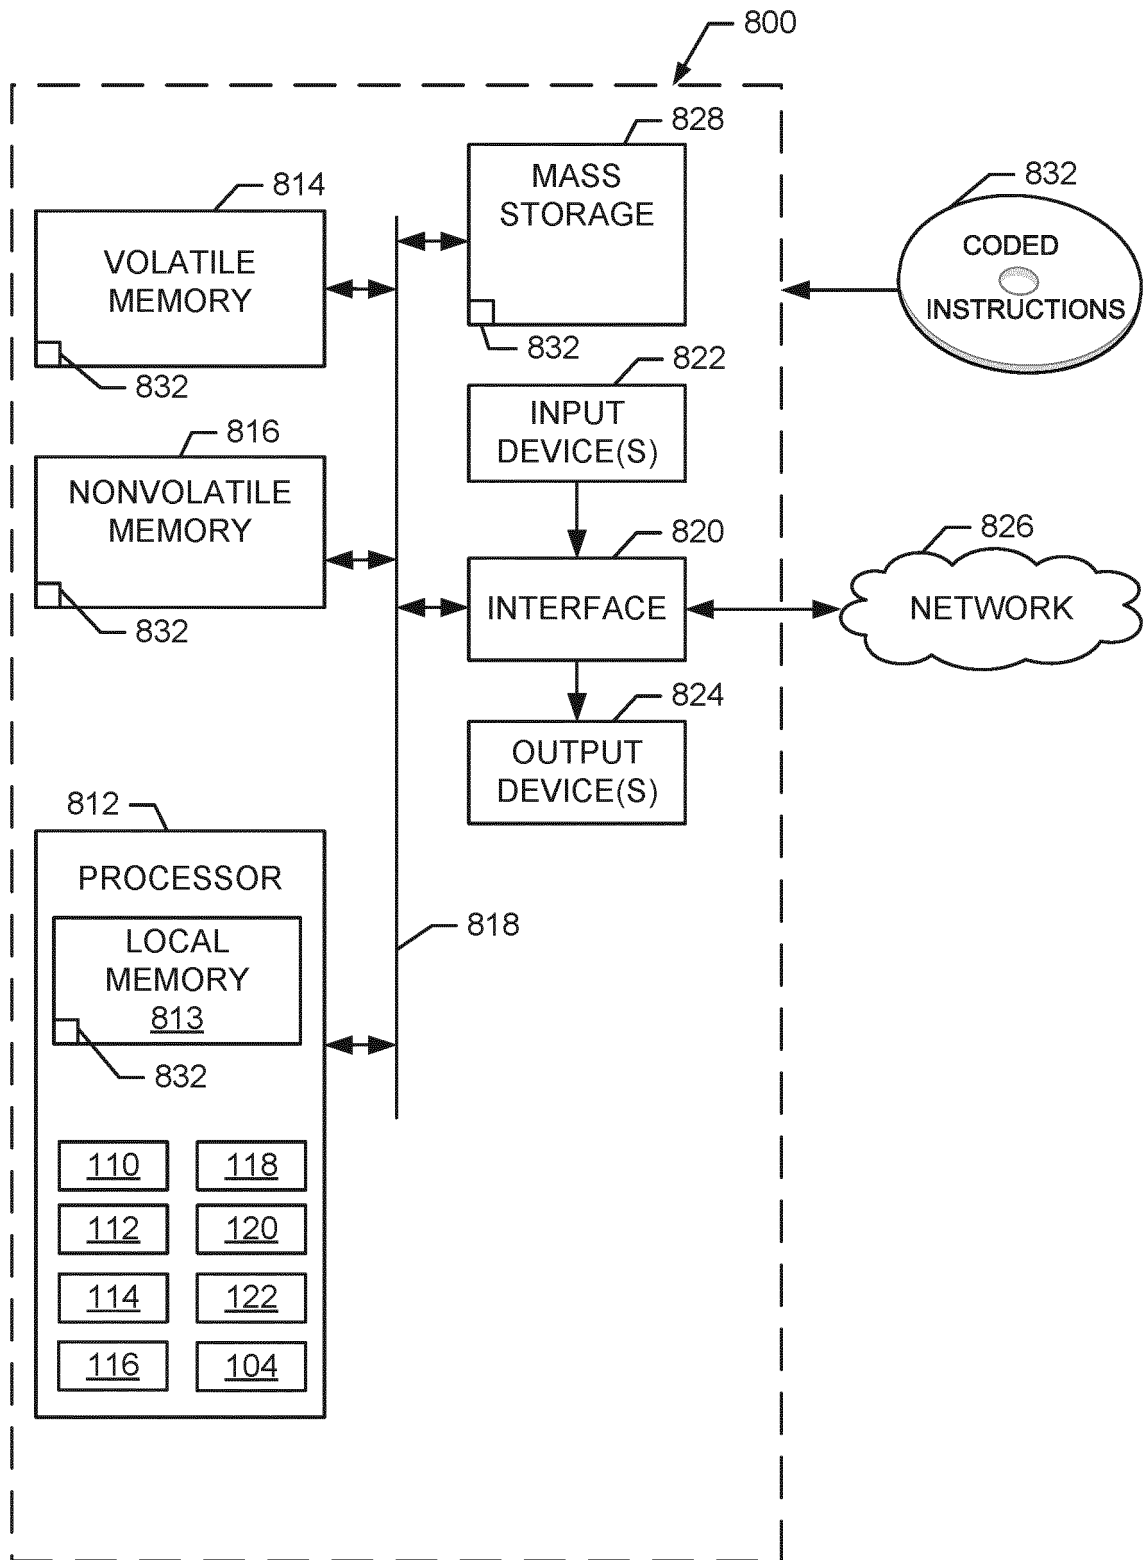 800
828
MASS
STORAGE
832
814
VOLATILE
MEMORY
832
832
CODED
INSTRUCTIONS
822
INPUT
DEVICE(S)
816
NONVOLATILE
MEMORY
832
820
INTERFACE
826
NETWORK
824
OUTPUT
DEVICE(S)
812
PROCESSOR
LOCAL
MEMORY
813
832
818
110
118
112
120
114
122
116
104